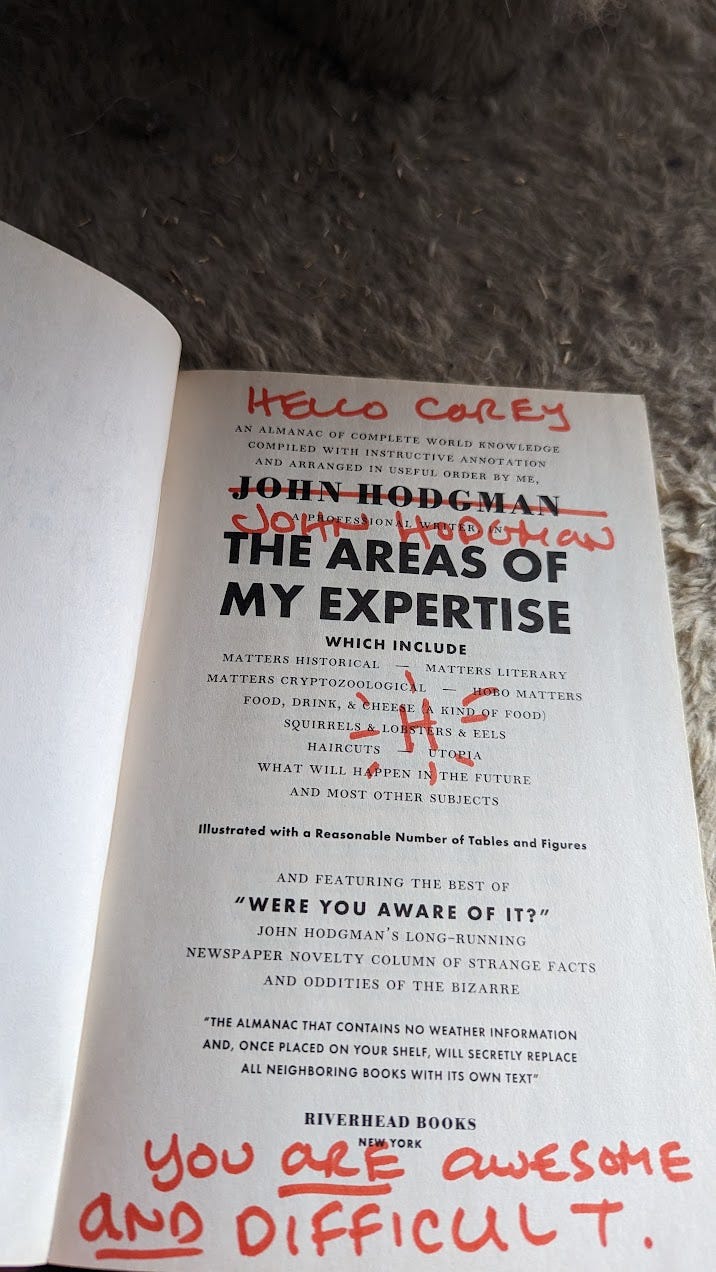 HELLO COREY
AN ALMANAC OF COMPLETE WORLD KNOWLEDGE
COMPILED WITH INSTRUCTIVE ANNOTATION
AND ARRANGED IN USEFUL ORDER BY ME,
JOHN HODGMAN
A PROFESSIONAL WRITER, IN
JOHN HODGMAN
THE AREAS OF
MY EXPERTISE
WHICH INCLUDE
MATTERS HISTORICAL — MATTERS LITERARY
MATTERS CRYPTOZOOLOGICAL — HOBO MATTERS
FOOD, DRINK, & CHEESE (A KIND OF FOOD)
H
SQUIRRELS & LOBSTERS & EELS
HAIRCUTS — UTOPIA
WHAT WILL HAPPEN IN THE FUTURE
AND MOST OTHER SUBJECTS
Illustrated with a Reasonable Number of Tables and Figures
AND FEATURING THE BEST OF
"WERE YOU AWARE OF IT?"
JOHN HODGMAN'S LONG-RUNNING
NEWSPAPER NOVELTY COLUMN OF STRANGE FACTS
AND ODDITIES OF THE BIZARRE
"THE ALMANAC THAT CONTAINS NO WEATHER INFORMATION
AND, ONCE PLACED ON YOUR SHELF, WILL SECRETLY REPLACE
ALL NEIGHBORING BOOKS WITH ITS OWN TEXT"
RIVERHEAD BOOKS
NEW YORK
YOU ARE AWESOME
AND DIFFICULT.